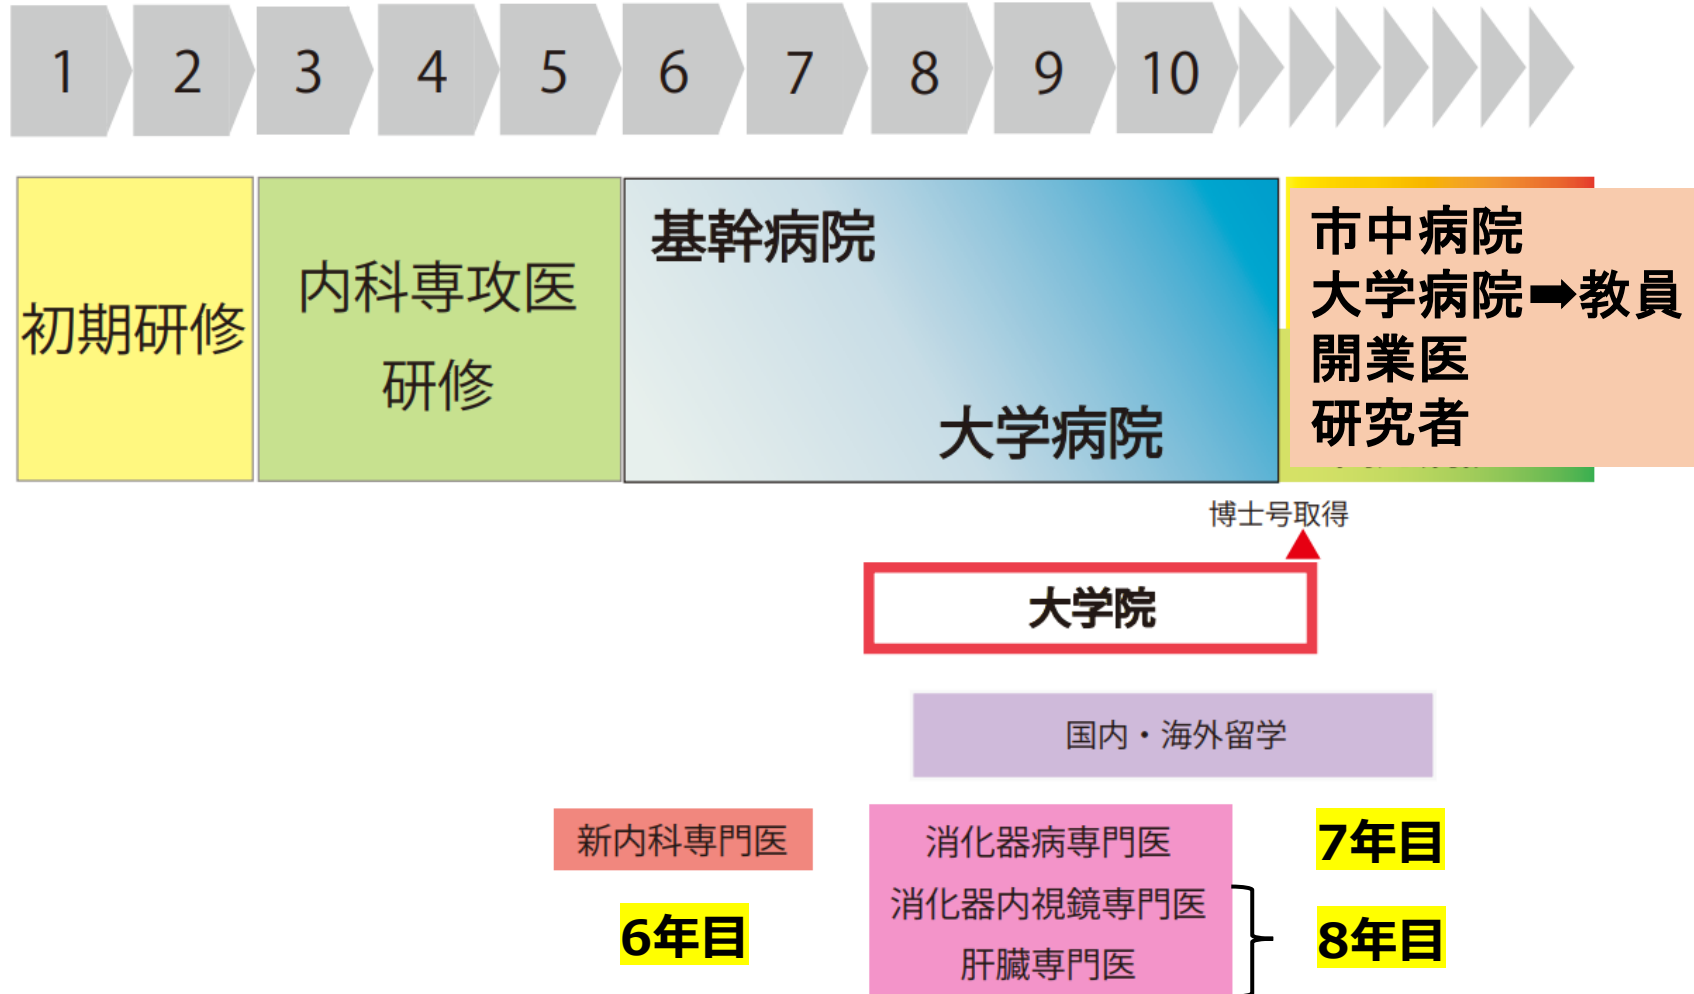 1 2 3 4 5 6 7 8 9 10
初期研修
内科専攻医
研修
基幹病院
大学病院
市中病院
大学病院➡教員
開業医
研究者
博士号取得
大学院
国内・海外留学
新内科専門医
6年目
消化器病専門医
消化器内視鏡専門医
肝臓専門医
7年目
8年目